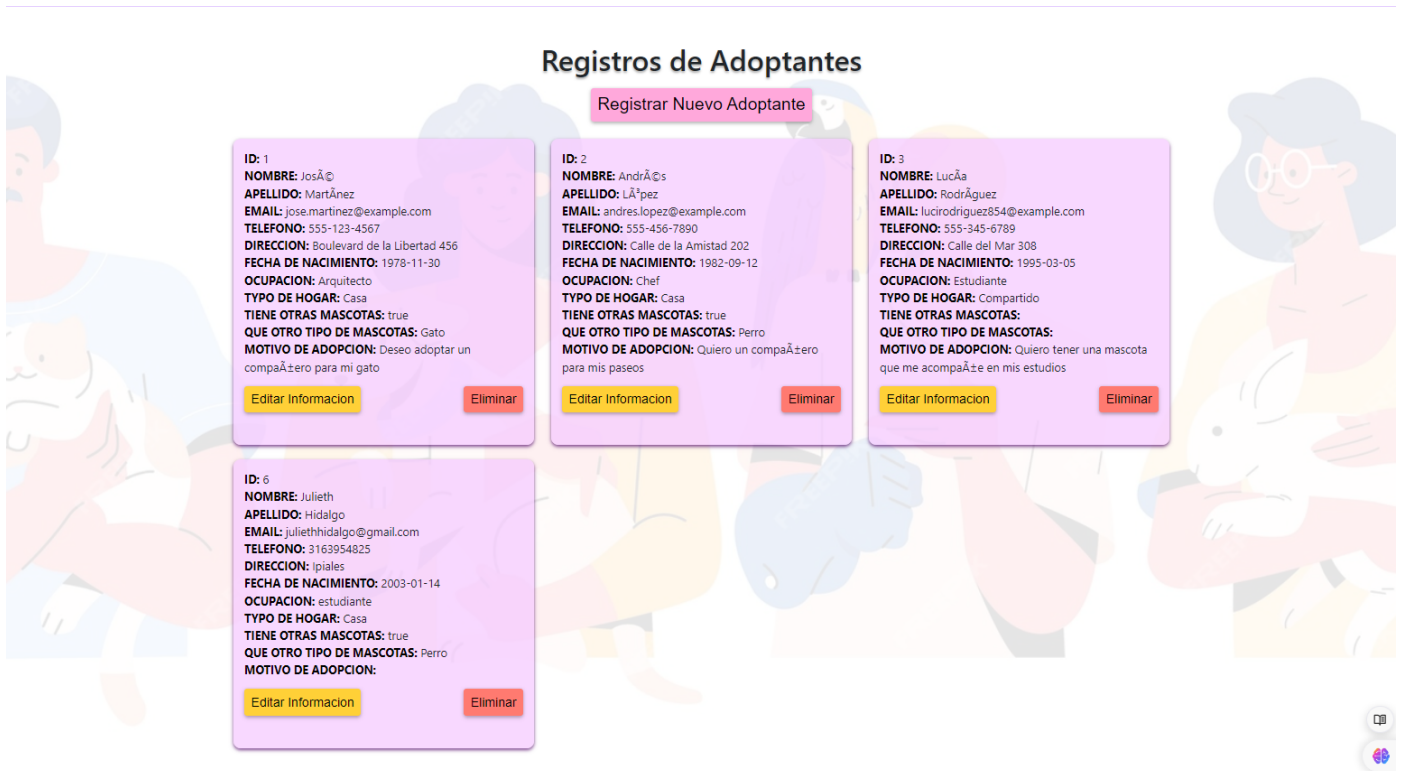 Registros de Adoptantes
Registrar Nuevo Adoptante
ID: 1
NOMBRE: JosÃ©
APELLIDO: MartÃnez
EMAIL: jose.martinez@example.com
TELEFONO: 555-123-4567
DIRECCION: Boulevard de la Libertad 456
FECHA DE NACIMIENTO: 1978-11-30
OCUPACION: Arquitecto
TYPO DE HOGAR: Casa
TIENE OTRAS MASCOTAS: true
QUE OTRO TIPO DE MASCOTAS: Gato
MOTIVO DE ADOPCION: Deseo adoptar un
compaÃ±ero para mi gato
Editar Informacion
Eliminar
ID: 2
NOMBRE: AndrÃ©s
APELLIDO: LÃ³pez
EMAIL: andres.lopez@example.com
TELEFONO: 555-456-7890
DIRECCION: Calle de la Amistad 202
FECHA DE NACIMIENTO: 1982-09-12
OCUPACION: Chef
TYPO DE HOGAR: Casa
TIENE OTRAS MASCOTAS: true
QUE OTRO TIPO DE MASCOTAS: Perro
MOTIVO DE ADOPCION: Quiero un compaÃ±ero
para mis paseos
Editar Informacion
Eliminar
ID: 3
NOMBRE: LucÃa
APELLIDO: RodrÃguez
EMAIL: lucirodriguez854@example.com
TELEFONO: 555-345-6789
DIRECCION: Calle del Mar 308
FECHA DE NACIMIENTO: 1995-03-05
OCUPACION: Estudiante
TYPO DE HOGAR: Compartido
TIENE OTRAS MASCOTAS:
QUE OTRO TIPO DE MASCOTAS:
MOTIVO DE ADOPCION: Quiero tener una mascota
que me acompaÃ±e en mis estudios
Editar Informacion
Eliminar
ID: 6
NOMBRE: Julieth
APELLIDO: Hidalgo
EMAIL: juliethhidalgo@gmail.com
TELEFONO: 3163954825
DIRECCION: Ipiales
FECHA DE NACIMIENTO: 2003-01-14
OCUPACION: estudiante
TYPO DE HOGAR: Casa
TIENE OTRAS MASCOTAS: true
QUE OTRO TIPO DE MASCOTAS: Perro
MOTIVO DE ADOPCION:
Editar Informacion
Eliminar